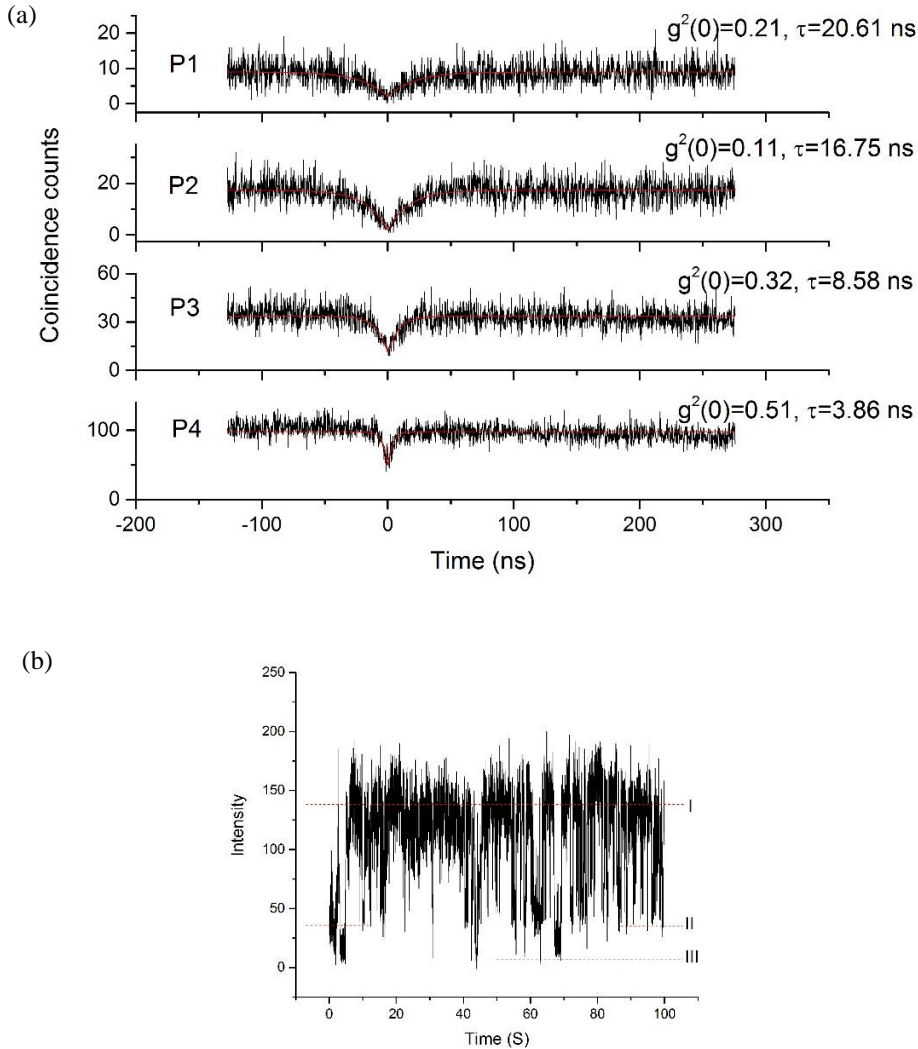 (a)
g²(0)=0.21, τ=20.61 ns
20
10
0
P1
g²(0)=0.11, τ=16.75 ns
20
0
P2
g²(0)=0.32, τ=8.58 ns
60
30
0
P3
g²(0)=0.51, τ=3.86 ns
100
0
P4
Coincidence counts
-200 -100 0 100 200 300
Time (ns)
(b)
250
200
150
100
50
0
Intensity
I
II
III
0 20 40 60 80 100
Time (S)